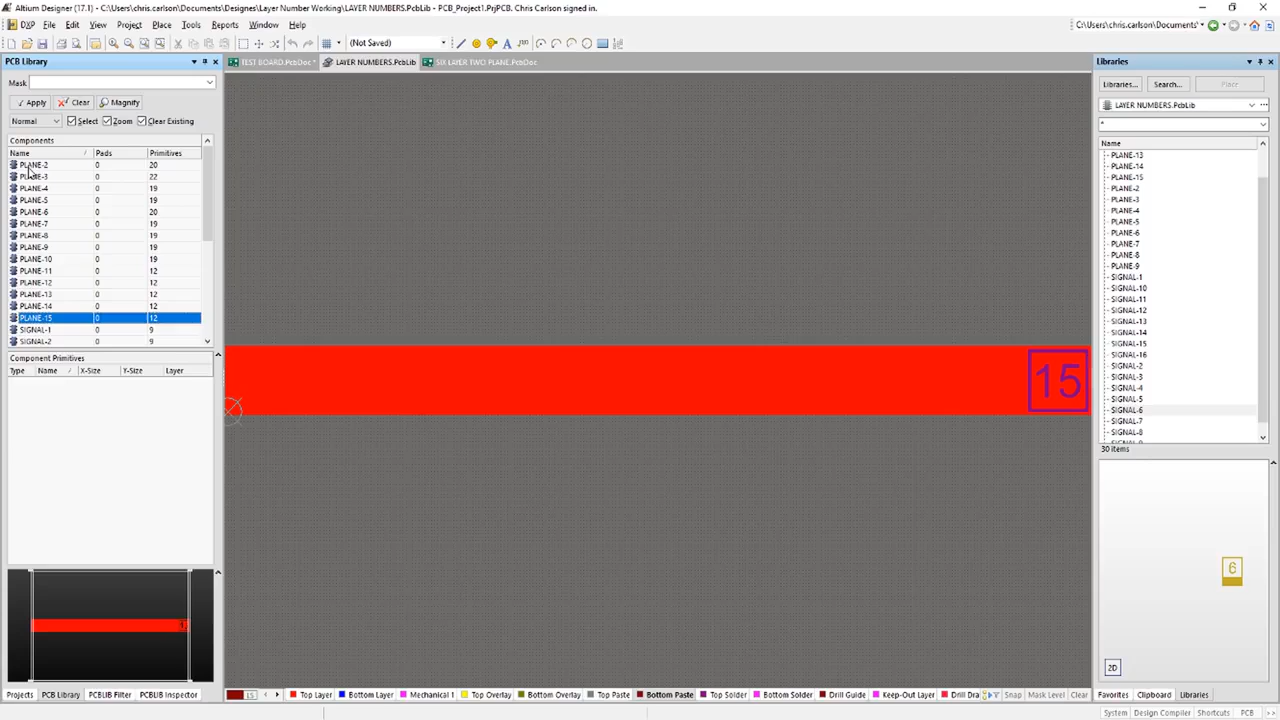 Altium Designer (17.1) - C:\Users\chris.carlson\Documents\Designes\Layer Number Working\LAYER NUMBERS.PcbLib - PCB_Project1.PrjPCB. Chris Carlson signed in.
DXP File Edit View Project Place Tools Reports Window Help
C:\Users\chris.carlson\Documents\
(Not Saved)
PCB Library
TEST BOARD.PcbDoc * LAYER NUMBERS.PcbLib SIX LAYER TWO PLANE.PcbDoc
Libraries
Mask
Libraries... Search... Place
Apply Clear Magnify
LAYER NUMBERS.PcbLib
Normal Select Zoom Clear Existing
*
Components
Name / Pads Primitives
PLANE-2 0 20
PLANE-3 0 22
PLANE-4 0 19
PLANE-5 0 19
PLANE-6 0 20
PLANE-7 0 19
PLANE-8 0 19
PLANE-9 0 19
PLANE-10 0 19
PLANE-11 0 12
PLANE-12 0 12
PLANE-13 0 12
PLANE-14 0 12
PLANE-15 0 12
SIGNAL-1 0 9
SIGNAL-2 0 9
Component Primitives
Type Name / X-Size Y-Size Layer
15
Name
PLANE-13
PLANE-14
PLANE-15
PLANE-2
PLANE-3
PLANE-4
PLANE-5
PLANE-6
PLANE-7
PLANE-8
PLANE-9
SIGNAL-1
SIGNAL-10
SIGNAL-11
SIGNAL-12
SIGNAL-13
SIGNAL-14
SIGNAL-15
SIGNAL-16
SIGNAL-2
SIGNAL-3
SIGNAL-4
SIGNAL-5
SIGNAL-6
SIGNAL-7
SIGNAL-8
SIGNAL-9
30 items
6
2D
Projects PCB Library PCBLIB Filter PCBLIB Inspector
LS Top Layer Bottom Layer Mechanical 1 Top Overlay Bottom Overlay Top Paste Bottom Paste Top Solder Bottom Solder Drill Guide Keep-Out Layer Drill Dra Snap Mask Level Clear
Favorites Clipboard Libraries
System Design Compiler Shortcuts PCB >>